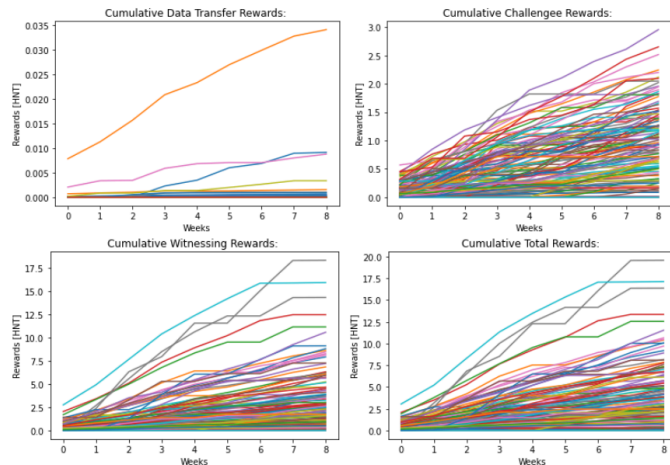 Cumulative Data Transfer Rewards:
Rewards [HNT]
0.035
0.030
0.025
0.020
0.015
0.010
0.005
0.000
0 1 2 3 4 5 6 7 8
Weeks
Cumulative Challengee Rewards:
Rewards [HNT]
3.0
2.5
2.0
1.5
1.0
0.5
0.0
0 1 2 3 4 5 6 7 8
Weeks
Cumulative Witnessing Rewards:
Rewards [HNT]
17.5
15.0
12.5
10.0
7.5
5.0
2.5
0.0
0 1 2 3 4 5 6 7 8
Weeks
Cumulative Total Rewards:
Rewards [HNT]
20.0
17.5
15.0
12.5
10.0
7.5
5.0
2.5
0.0
0 1 2 3 4 5 6 7 8
Weeks